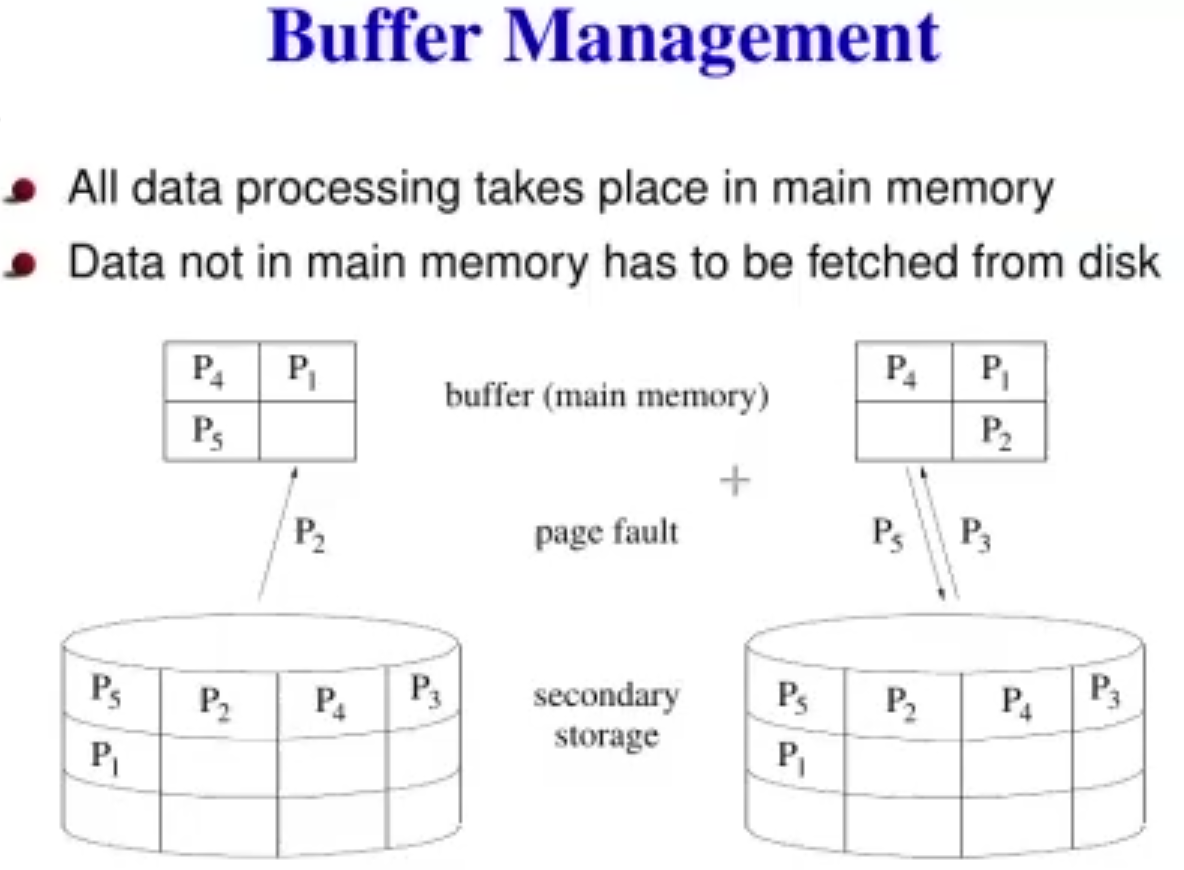 Buffer Management
All data processing takes place in main memory
Data not in main memory has to be fetched from disk
P4 P1
P5
buffer (main memory)
P4 P1
P2
P2
page fault
P5 P3
P5 P2 P4 P3
P1
secondary
storage
P5 P2 P4 P3
P1